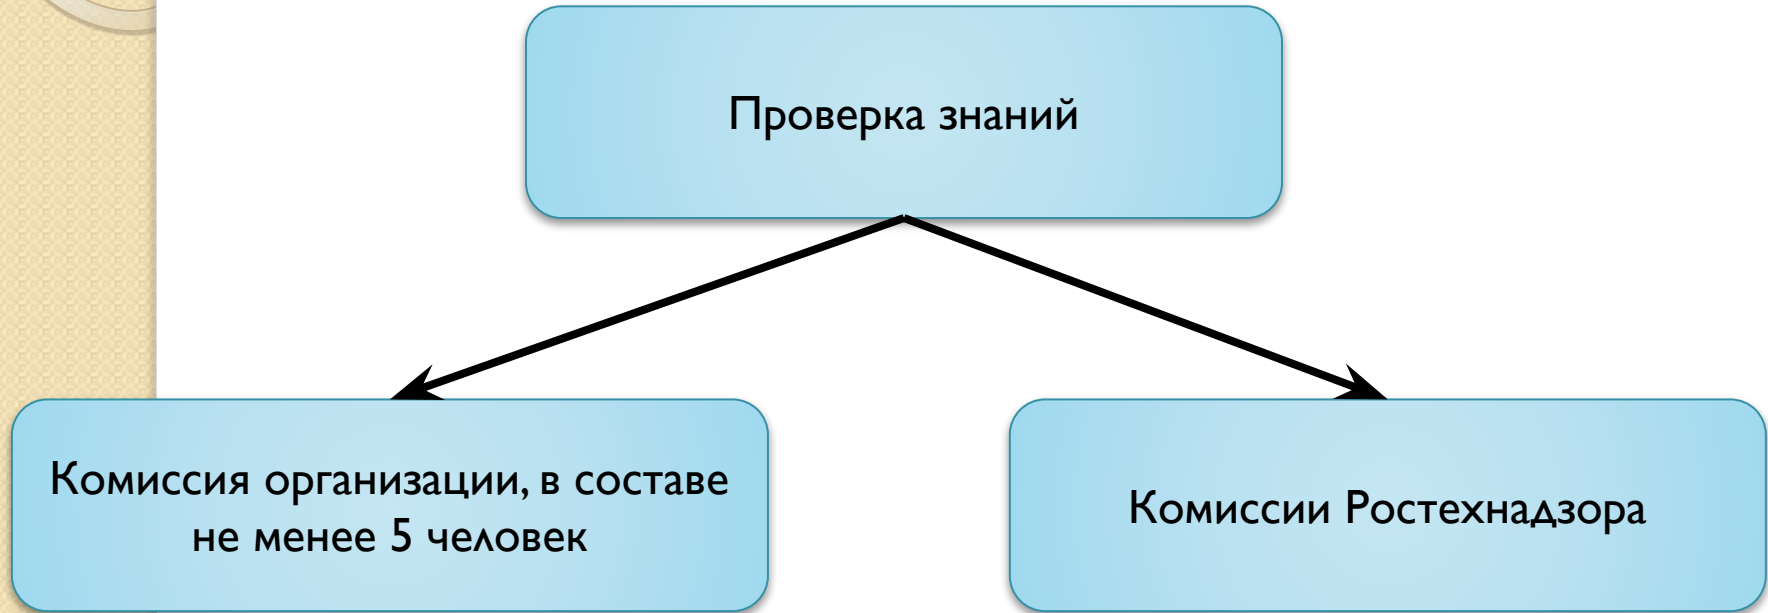 Проверка знаний
Комиссия организации, в составе
не менее 5 человек
Комиссии Ростехнадзора